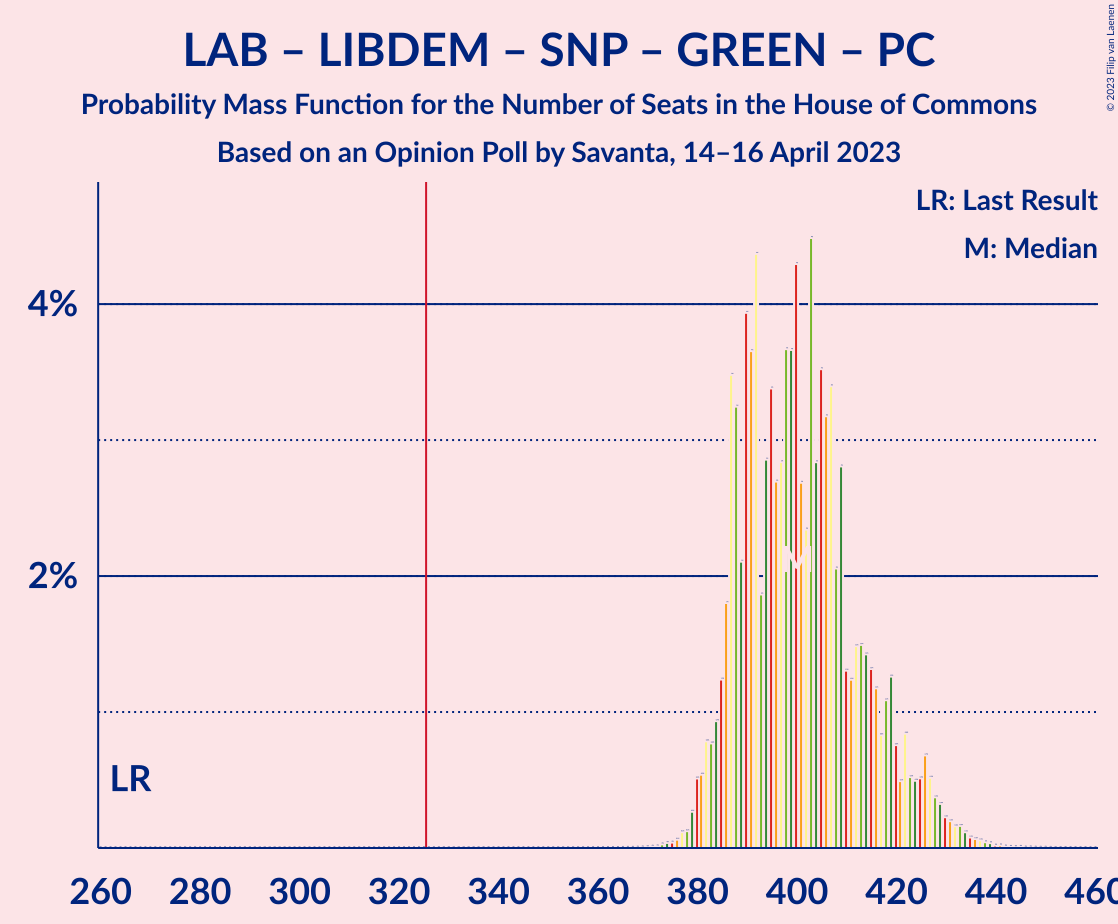 LAB – LIBDEM – SNP – GREEN – PC
Probability Mass Function for the Number of Seats in the House of Commons
Based on an Opinion Poll by Savanta, 14–16 April 2023
© 2023 Filip van Laenen
LR: Last Result
M: Median
4%
2%
M
LR
260 280 300 320 340 360 380 400 420 440 460